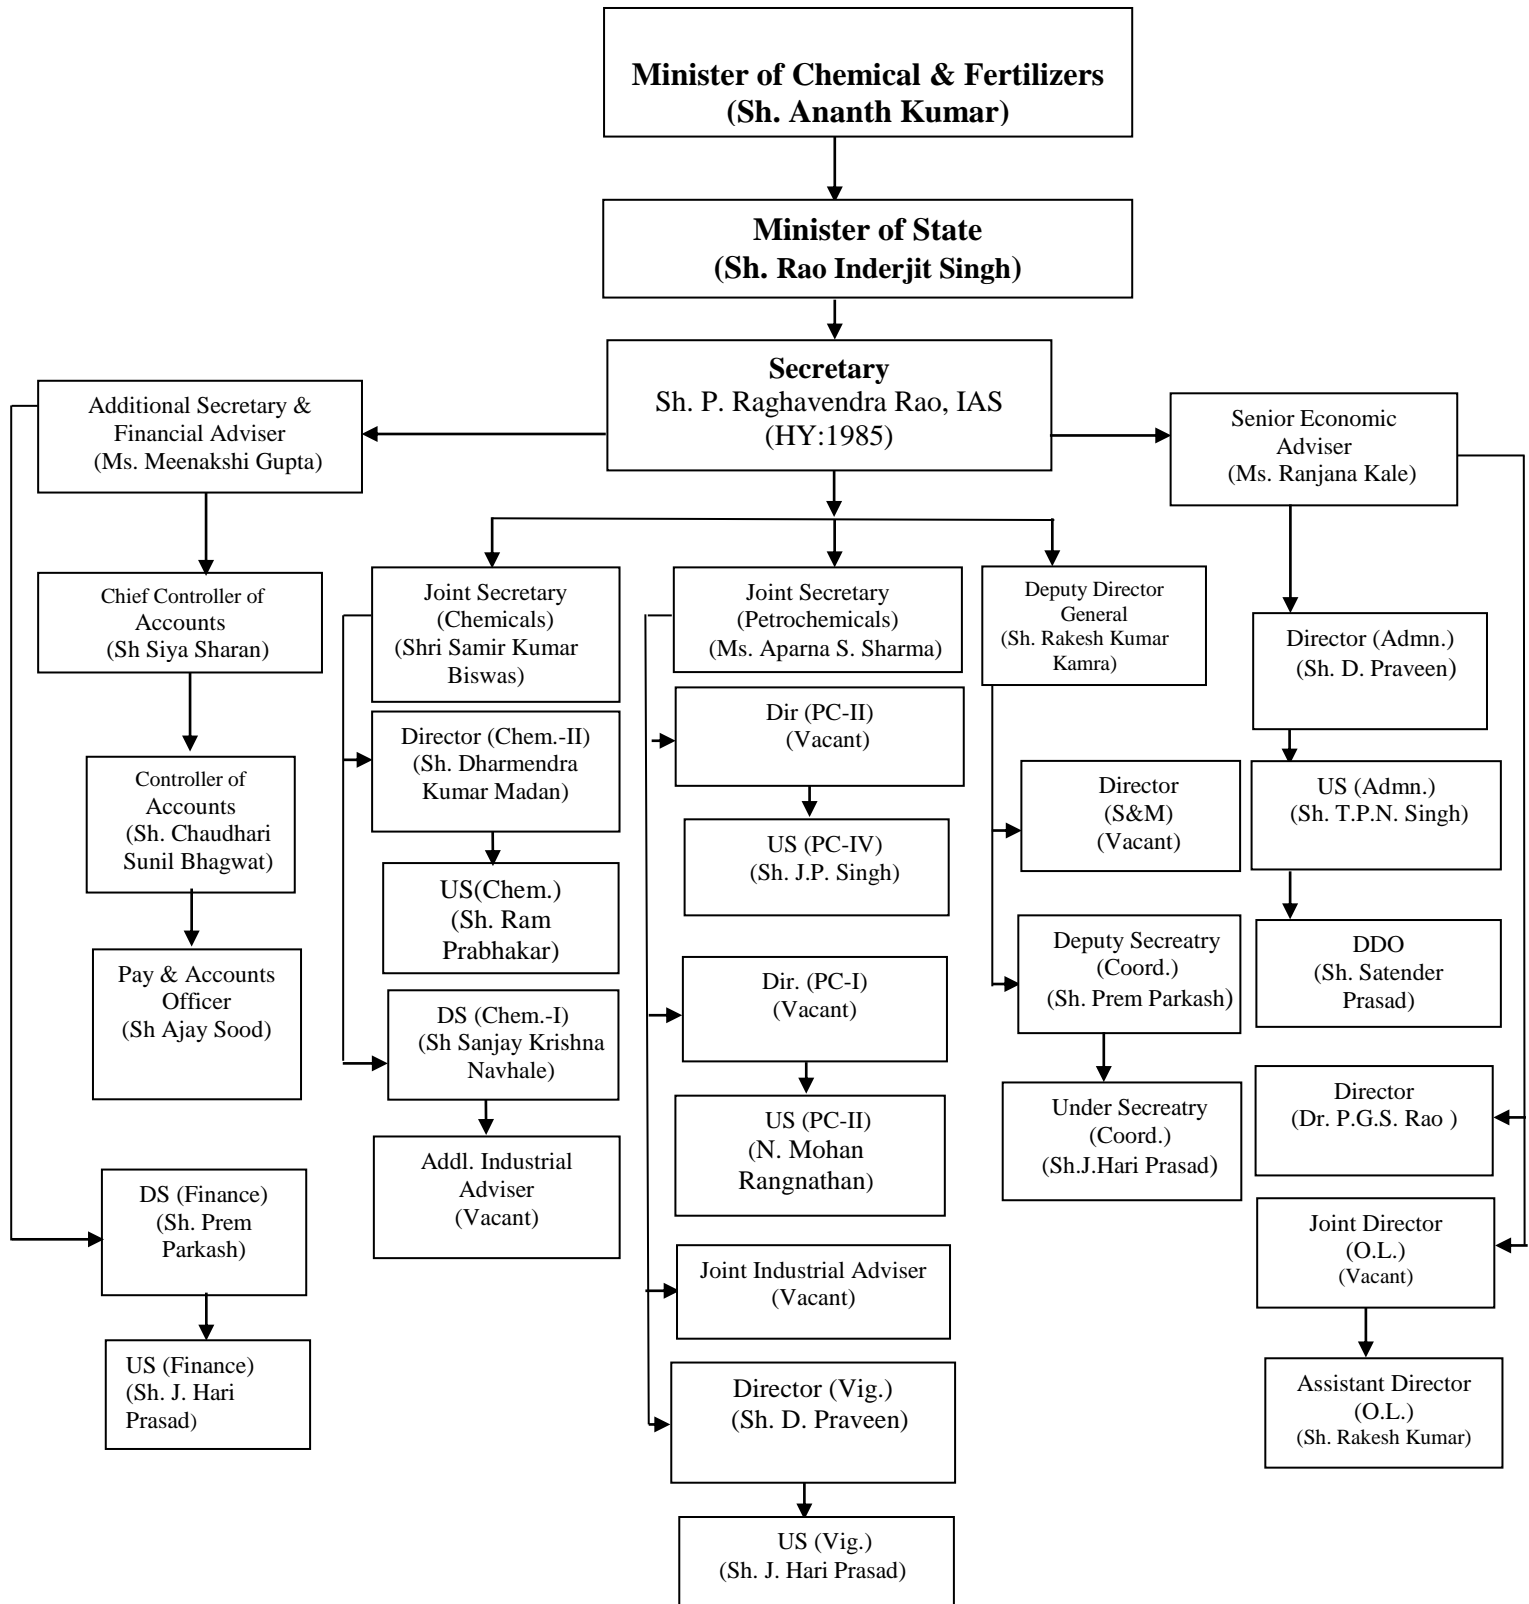 Minister of Chemical & Fertilizers
(Sh. Ananth Kumar)
Minister of State
(Sh. Rao Inderjit Singh)
Secretary
Sh. P. Raghavendra Rao, IAS
(HY:1985)
Additional Secretary &
Financial Adviser
(Ms. Meenakshi Gupta)
Senior Economic
Adviser
(Ms. Ranjana Kale)
Chief Controller of
Accounts
(Sh Siya Sharan)
Controller of
Accounts
(Sh. Chaudhari
Sunil Bhagwat)
Pay & Accounts
Officer
(Sh Ajay Sood)
DS (Finance)
(Sh. Prem
Parkash)
US (Finance)
(Sh. J. Hari
Prasad)
Joint Secretary
(Chemicals)
(Shri Samir Kumar
Biswas)
Director (Chem.-II)
(Sh. Dharmendra
Kumar Madan)
US(Chem.)
(Sh. Ram
Prabhakar)
DS (Chem.-I)
(Sh Sanjay Krishna
Navhale)
Addl. Industrial
Adviser
(Vacant)
Joint Secretary
(Petrochemicals)
(Ms. Aparna S. Sharma)
Dir (PC-II)
(Vacant)
US (PC-IV)
(Sh. J.P. Singh)
Dir. (PC-I)
(Vacant)
US (PC-II)
(N. Mohan
Rangnathan)
Joint Industrial Adviser
(Vacant)
Director (Vig.)
(Sh. D. Praveen)
US (Vig.)
(Sh. J. Hari Prasad)
Deputy Director
General
(Sh. Rakesh Kumar
Kamra)
Director
(S&M)
(Vacant)
Deputy Secreatry
(Coord.)
(Sh. Prem Parkash)
Under Secreatry
(Coord.)
(Sh.J.Hari Prasad)
Director (Admn.)
(Sh. D. Praveen)
US (Admn.)
(Sh. T.P.N. Singh)
DDO
(Sh. Satender
Prasad)
Director
(Dr. P.G.S. Rao )
Joint Director
(O.L.)
(Vacant)
Assistant Director
(O.L.)
(Sh. Rakesh Kumar)